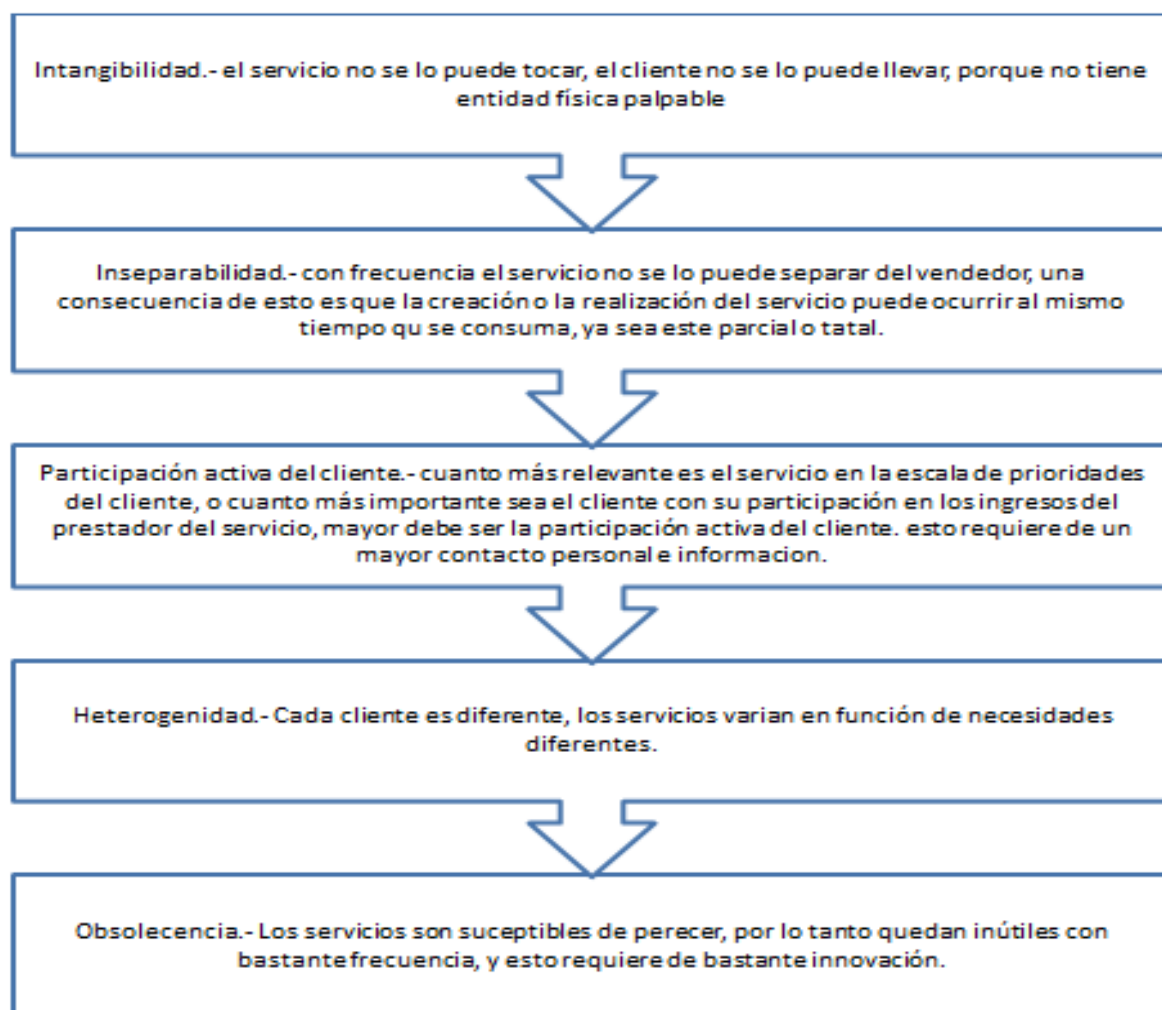 Intangibilidad.- el servicio no se lo puede tocar, el cliente no se lo puede llevar, porque no tiene
entidad física palpable
Inseparabilidad.- con frecuencia el servicio no se lo puede separar del vendedor, una
consecuencia de esto es que la creación o la realización del servicio puede ocurrir al mismo
tiempo qu se consuma, ya sea este parcial o tatal.
Participación activa del cliente.- cuanto más relevante es el servicio en la escala de prioridades
del cliente, o cuanto más importante sea el cliente con su participación en los ingresos del
prestador del servicio, mayor debe ser la participación activa del cliente. esto requiere de un
mayor contacto personal e informacion.
Heterogenidad.- Cada cliente es diferente, los servicios varian en función de necesidades
diferentes.
Obsolecencia.- Los servicios son suceptibles de perecer, por lo tanto quedan inútiles con
bastante frecuencia, y esto requiere de bastante innovación.